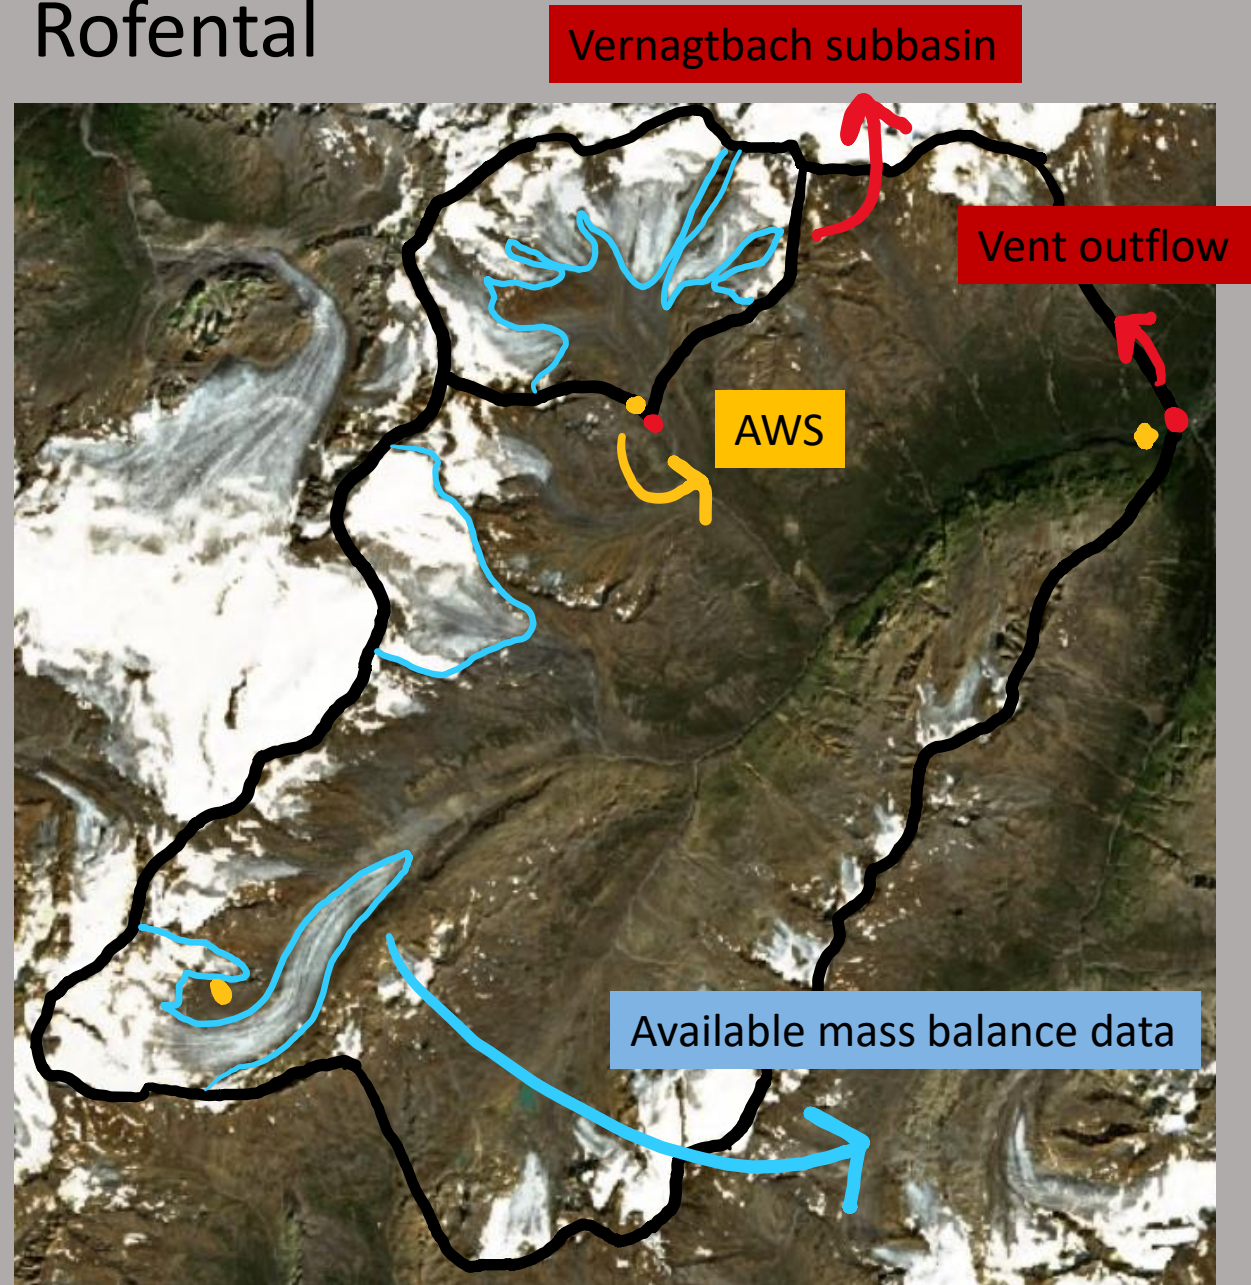 Rofental
Vernagtbach subbasin
Vent outflow
AWS
Available mass balance data